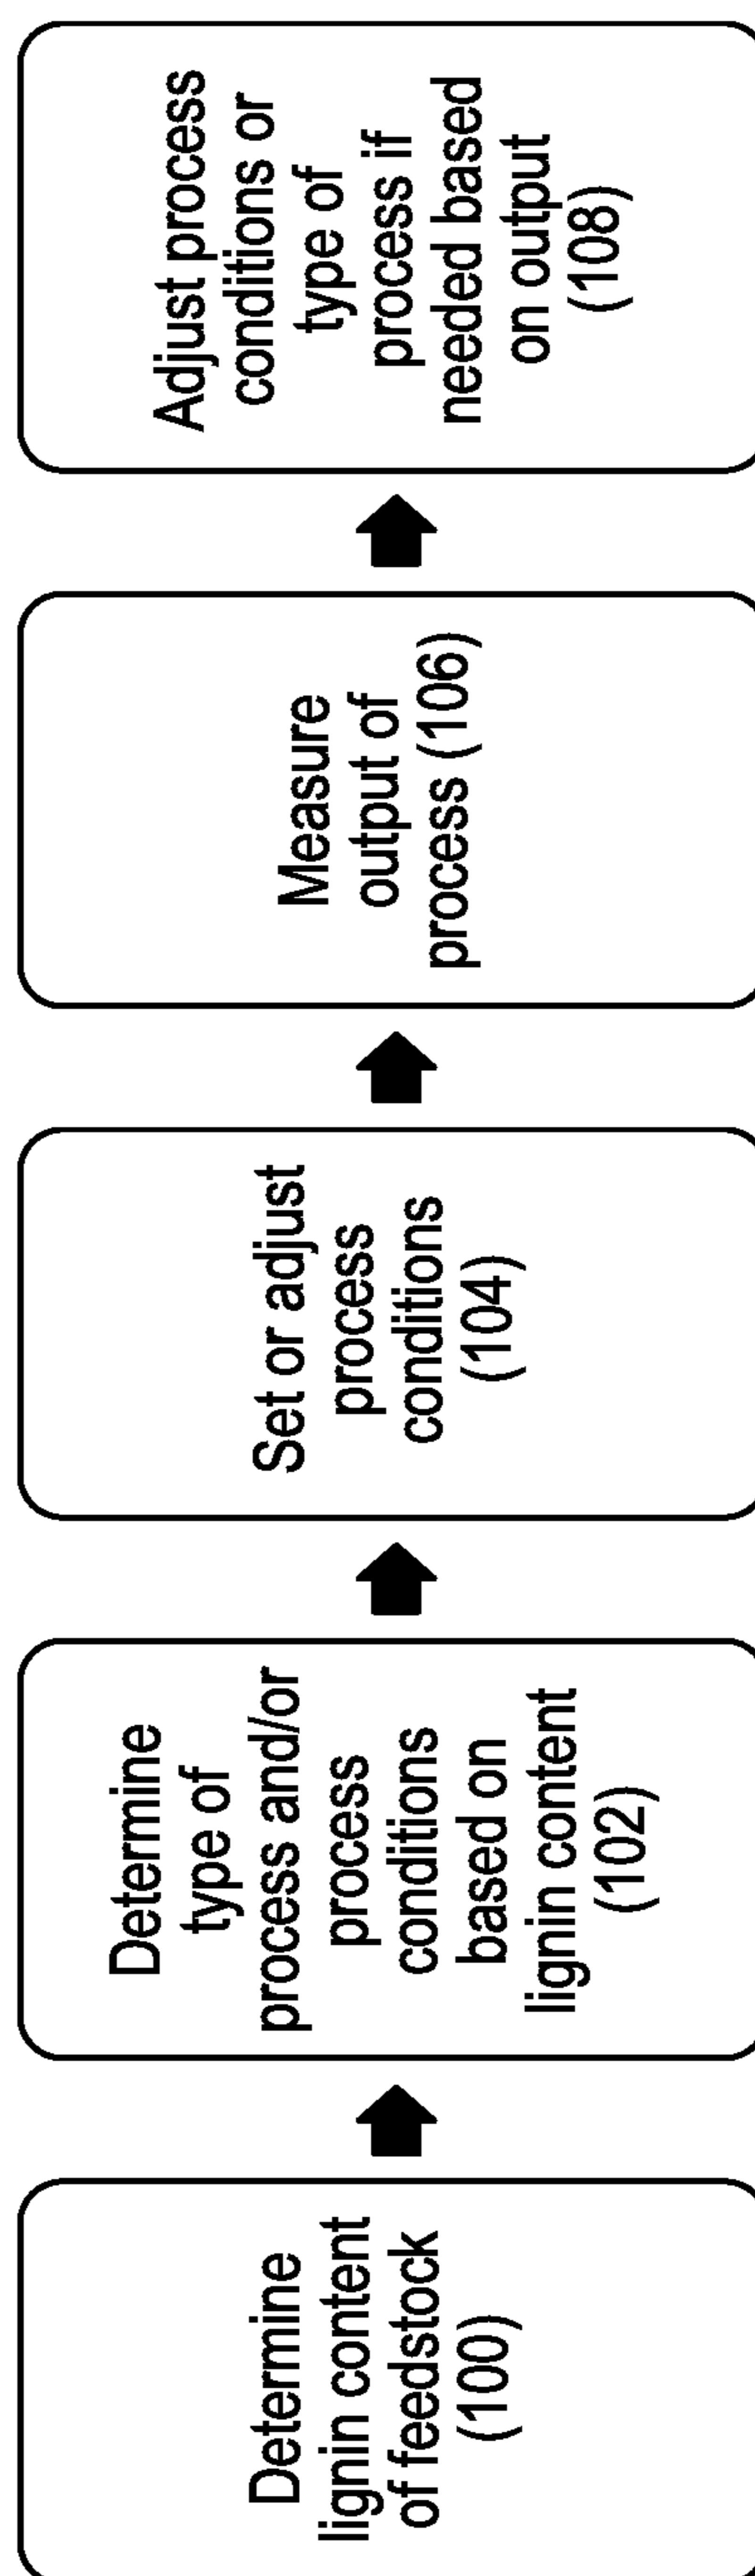 Determine
lignin content
of feedstock
(100)
Determine
type of
process and/or
process
conditions
based on
lignin content
(102)
Set or adjust
process
conditions
(104)
Measure
output of
process (106)
Adjust process
conditions or
type of
process if
needed based
on output
(108)